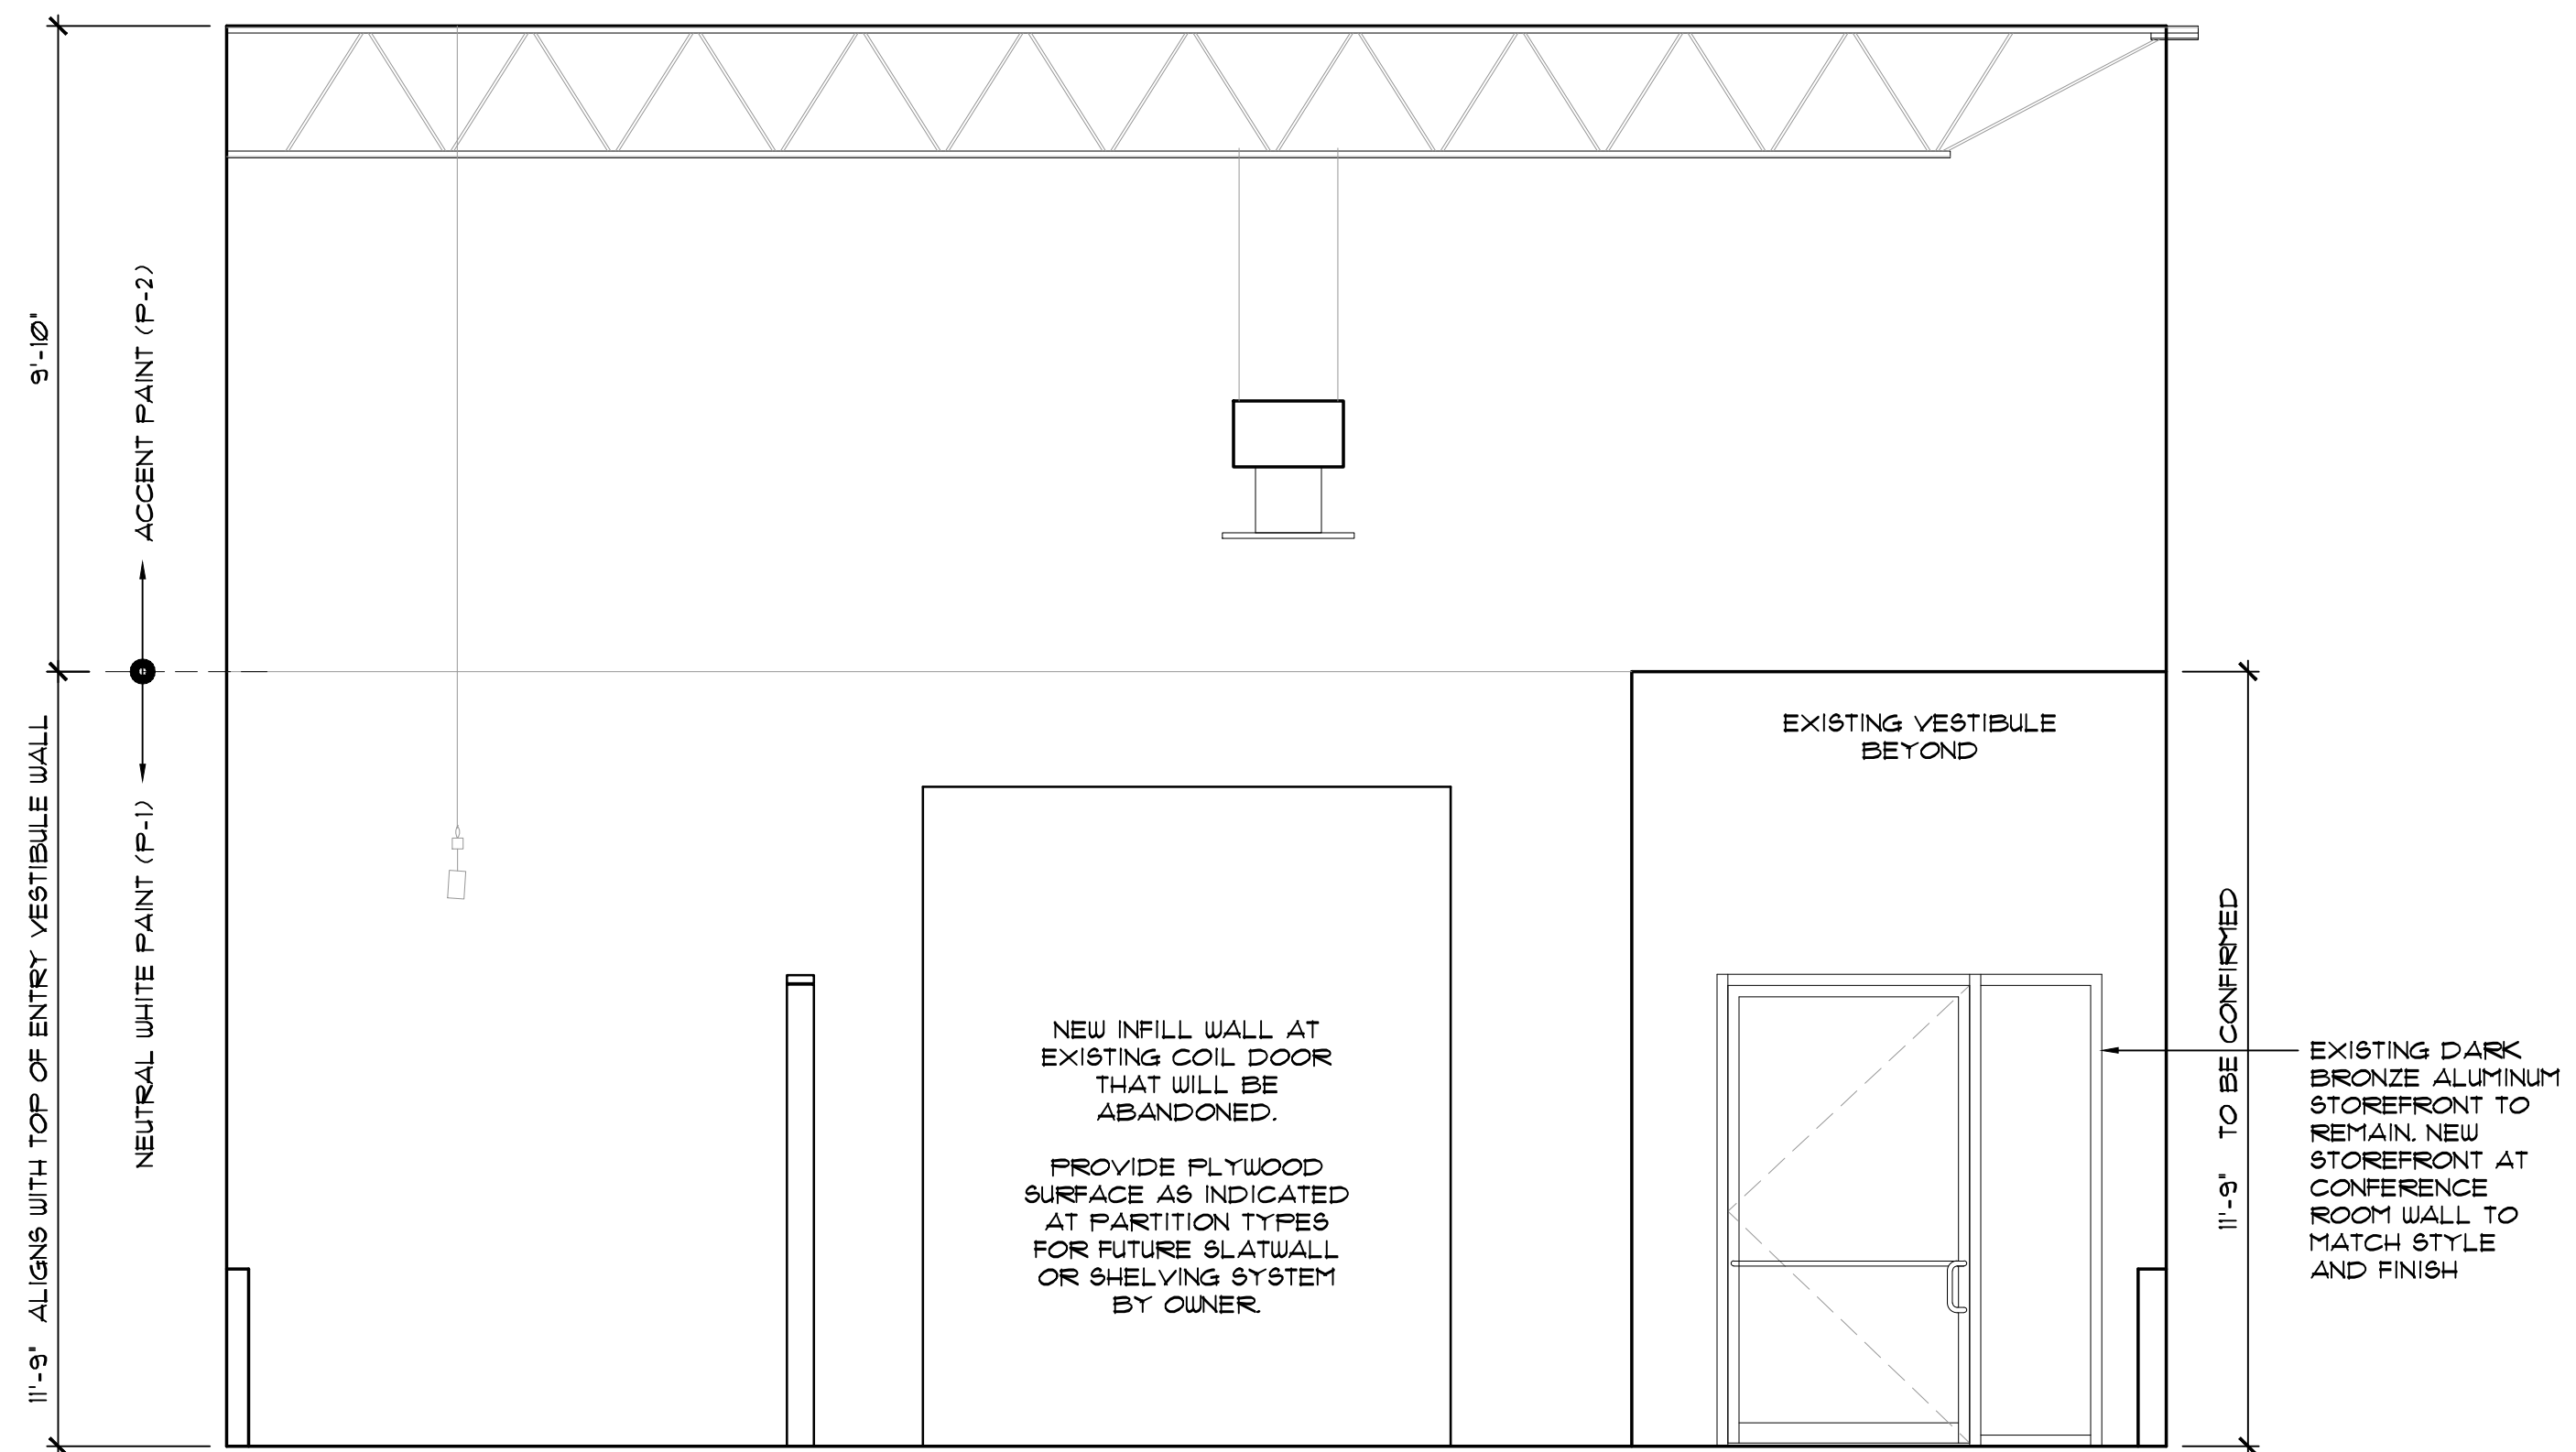 9'-10"
ACCENT PAINT (P-2)
11'-9" ALIGNS WITH TOP OF ENTRY VESTIBULE WALL
NEUTRAL WHITE PAINT (P-1)
EXISTING VESTIBULE
BEYOND
NEW INFILL WALL AT
EXISTING COIL DOOR
THAT WILL BE
ABANDONED.
PROVIDE PLYWOOD
SURFACE AS INDICATED
AT PARTITION TYPES
FOR FUTURE SLATWALL
OR SHELVING SYSTEM
BY OWNER.
11'-9" TO BE CONFIRMED
EXISTING DARK
BRONZE ALUMINUM
STOREFRONT TO
REMAIN. NEW
STOREFRONT AT
CONFERENCE
ROOM WALL TO
MATCH STYLE
AND FINISH